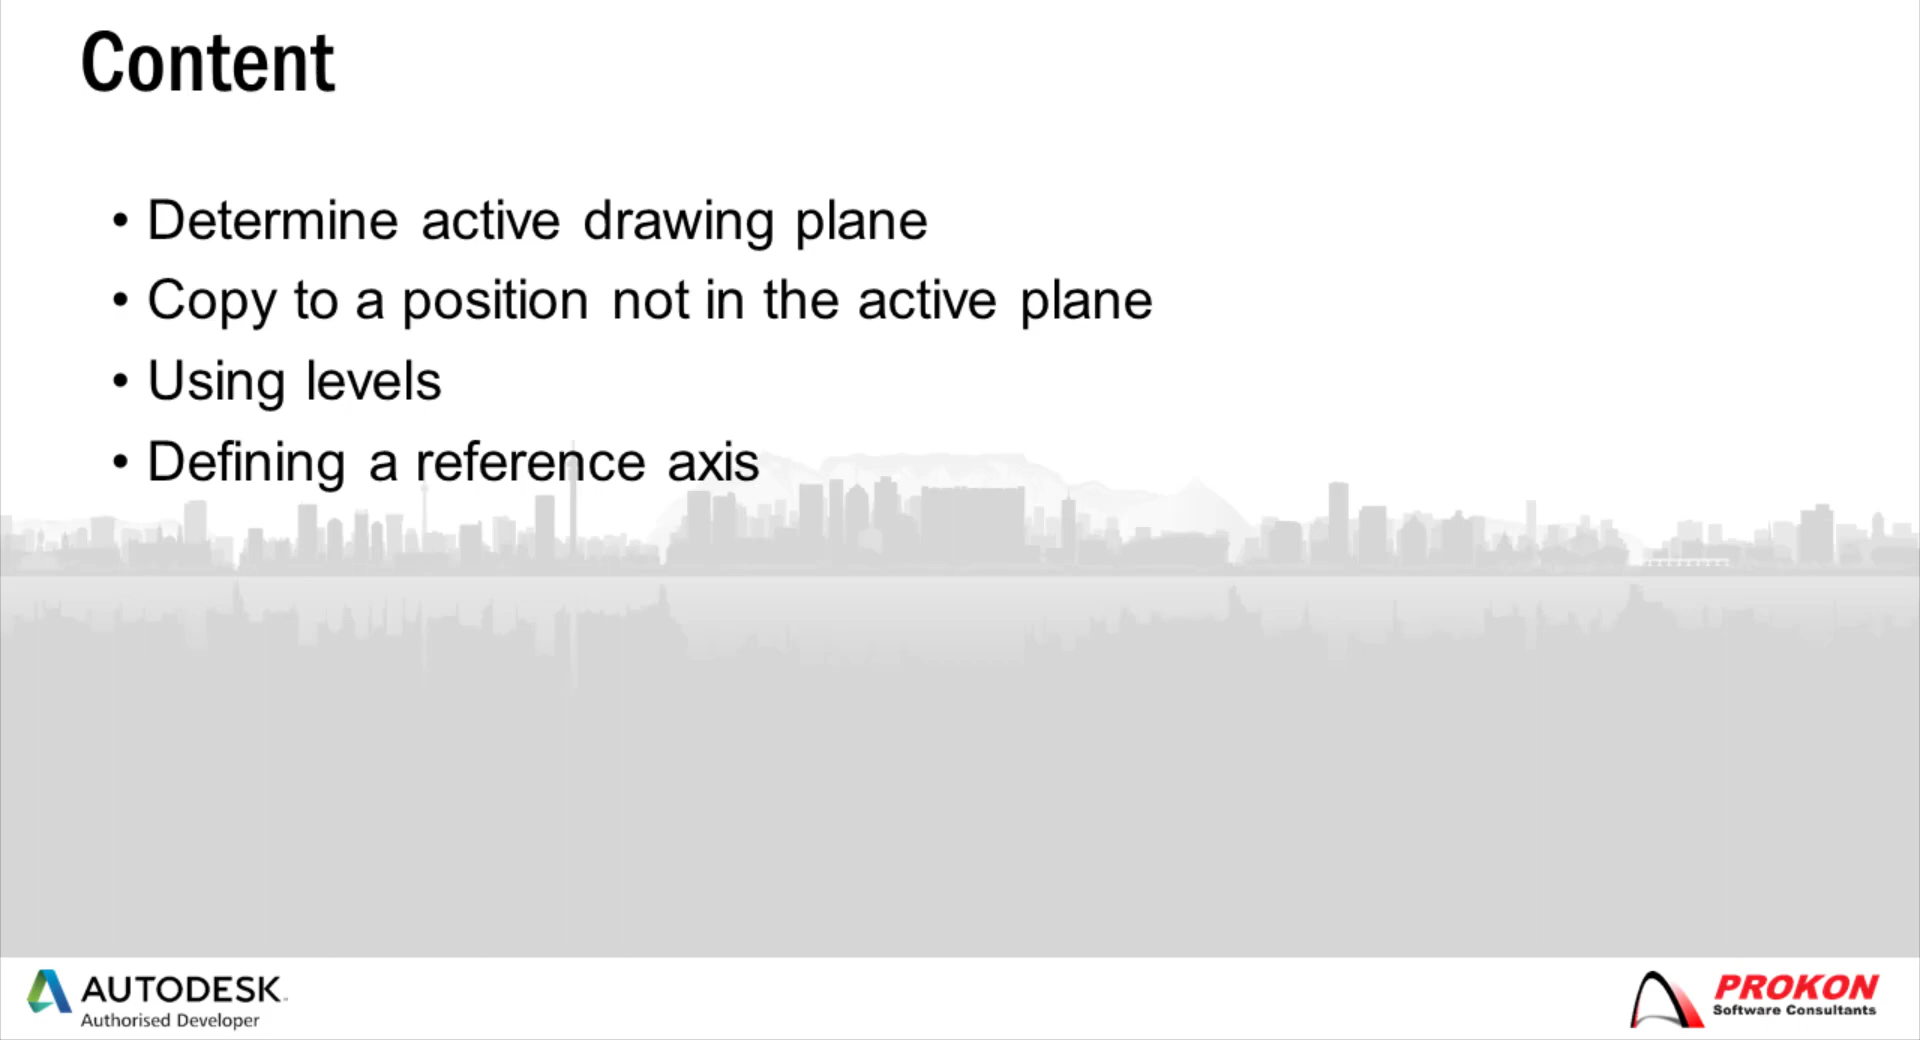 Content
• Determine active drawing plane
• Copy to a position not in the active plane
• Using levels
• Defining a reference axis
AUTODESK
Authorised Developer
PROKON
Software Consultants